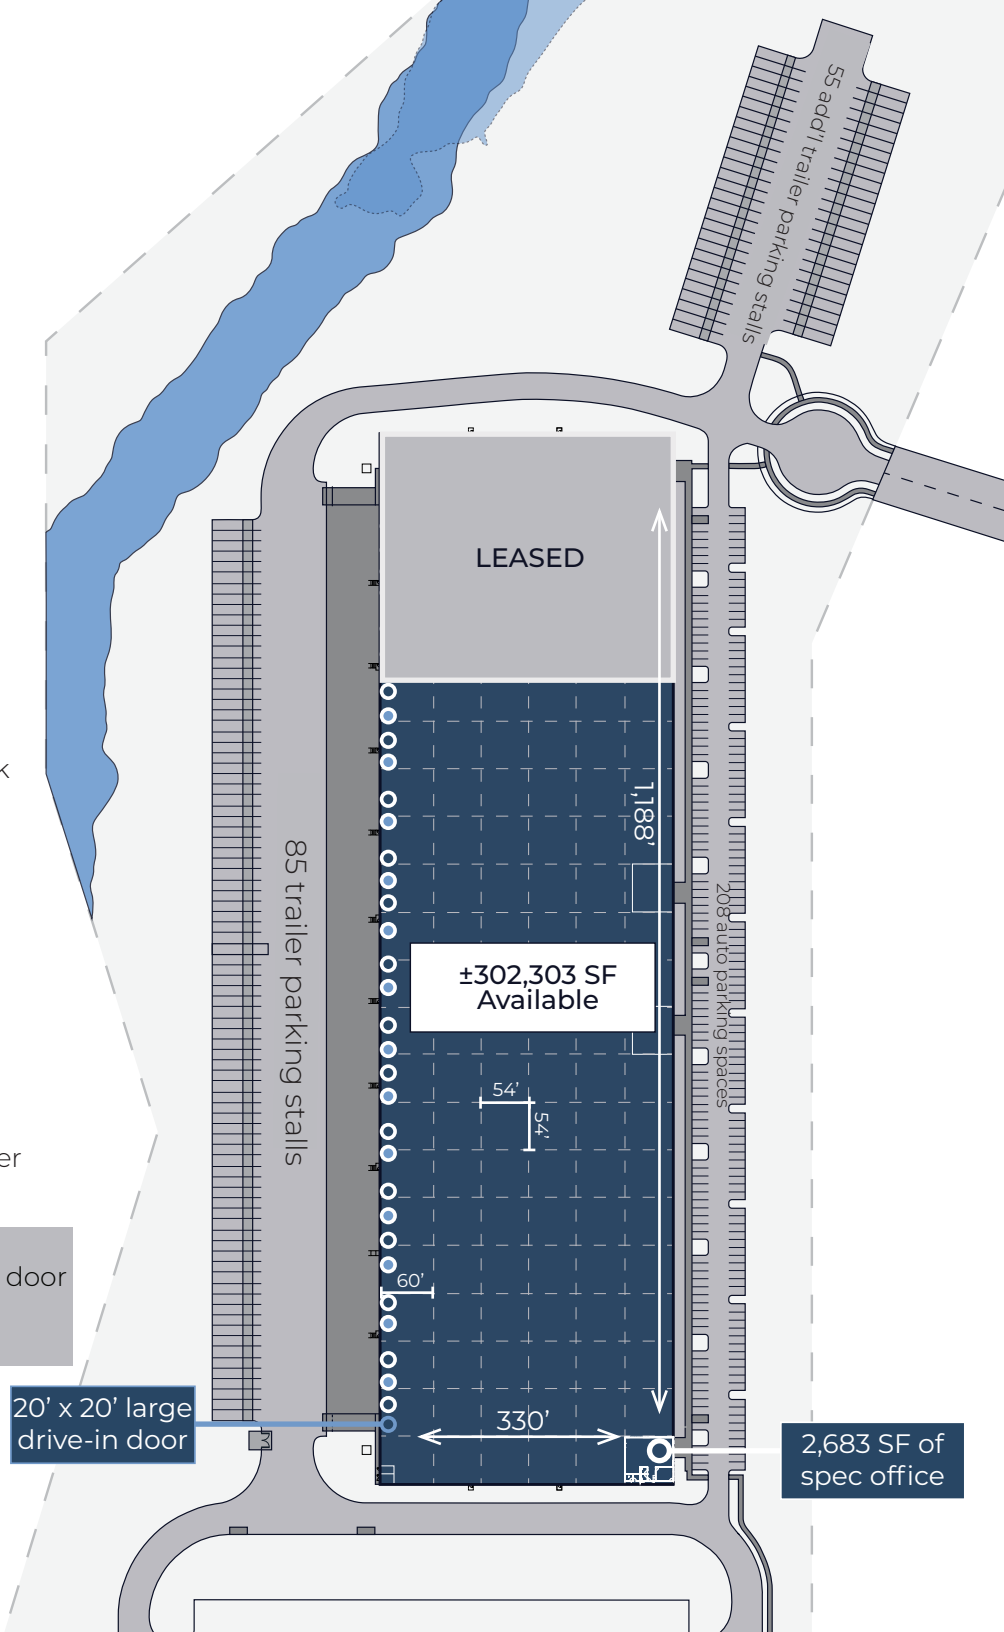 55 add'l trailer parking stalls
LEASED
k
1,188'
85 trailer parking stalls
208 auto parking spaces
±302,303 SF
Available
54'
54'
er
door
60'
20' x 20' large
drive-in door
330'
2,683 SF of
spec office